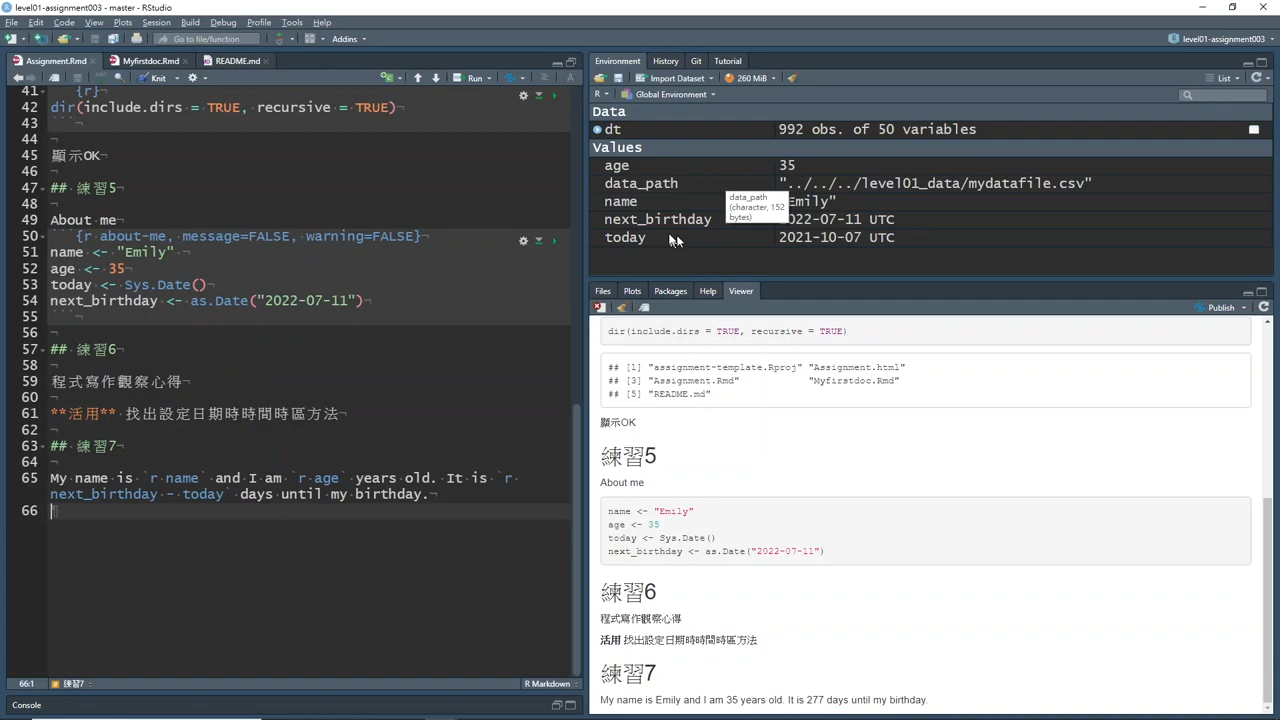 level01-assignment003 - master - RStudio
File Edit Code View Plots Session Build Debug Profile Tools Help
Go to file/function Addins level01-assignment003
Assignment.Rmd Myfirstdoc.Rmd README.md
Knit Run
41 {r}
42 dir(include.dirs = TRUE, recursive = TRUE)¬
43 ```¬
44 ¬
45 顯示OK¬
46 ¬
47 ## 練習5¬
48 ¬
49 About me¬
50 ```{r about-me, message=FALSE, warning=FALSE}¬
51 name <- "Emily"¬
52 age <- 35¬
53 today <- Sys.Date()¬
54 next_birthday <- as.Date("2022-07-11")¬
55 ```¬
56 ¬
57 ## 練習6¬
58 ¬
59 程式寫作觀察心得¬
60 ¬
61 **活用** 找出設定日期時時間時區方法¬
62 ¬
63 ## 練習7¬
64 ¬
65 My name is `r name` and I am `r age` years old. It is `r
next_birthday - today` days until my birthday.¬
66 ¶
66:1 練習7 R Markdown
Console
Environment History Git Tutorial
Import Dataset 260 MiB List
R Global Environment
Data
dt 992 obs. of 50 variables
Values
age 35
data_path "../../../level01_data/mydatafile.csv"
name Emily"
next_birthday 2022-07-11 UTC
today 2021-10-07 UTC
data_path
(character, 152
bytes)
Files Plots Packages Help Viewer
Publish
dir(include.dirs = TRUE, recursive = TRUE)
## [1] "assignment-template.Rproj" "Assignment.html"
## [3] "Assignment.Rmd" "Myfirstdoc.Rmd"
## [5] "README.md"
顯示OK
練習5
About me
name <- "Emily"
age <- 35
today <- Sys.Date()
next_birthday <- as.Date("2022-07-11")
練習6
程式寫作觀察心得
活用 找出設定日期時時間時區方法
練習7
My name is Emily and I am 35 years old. It is 277 days until my birthday.